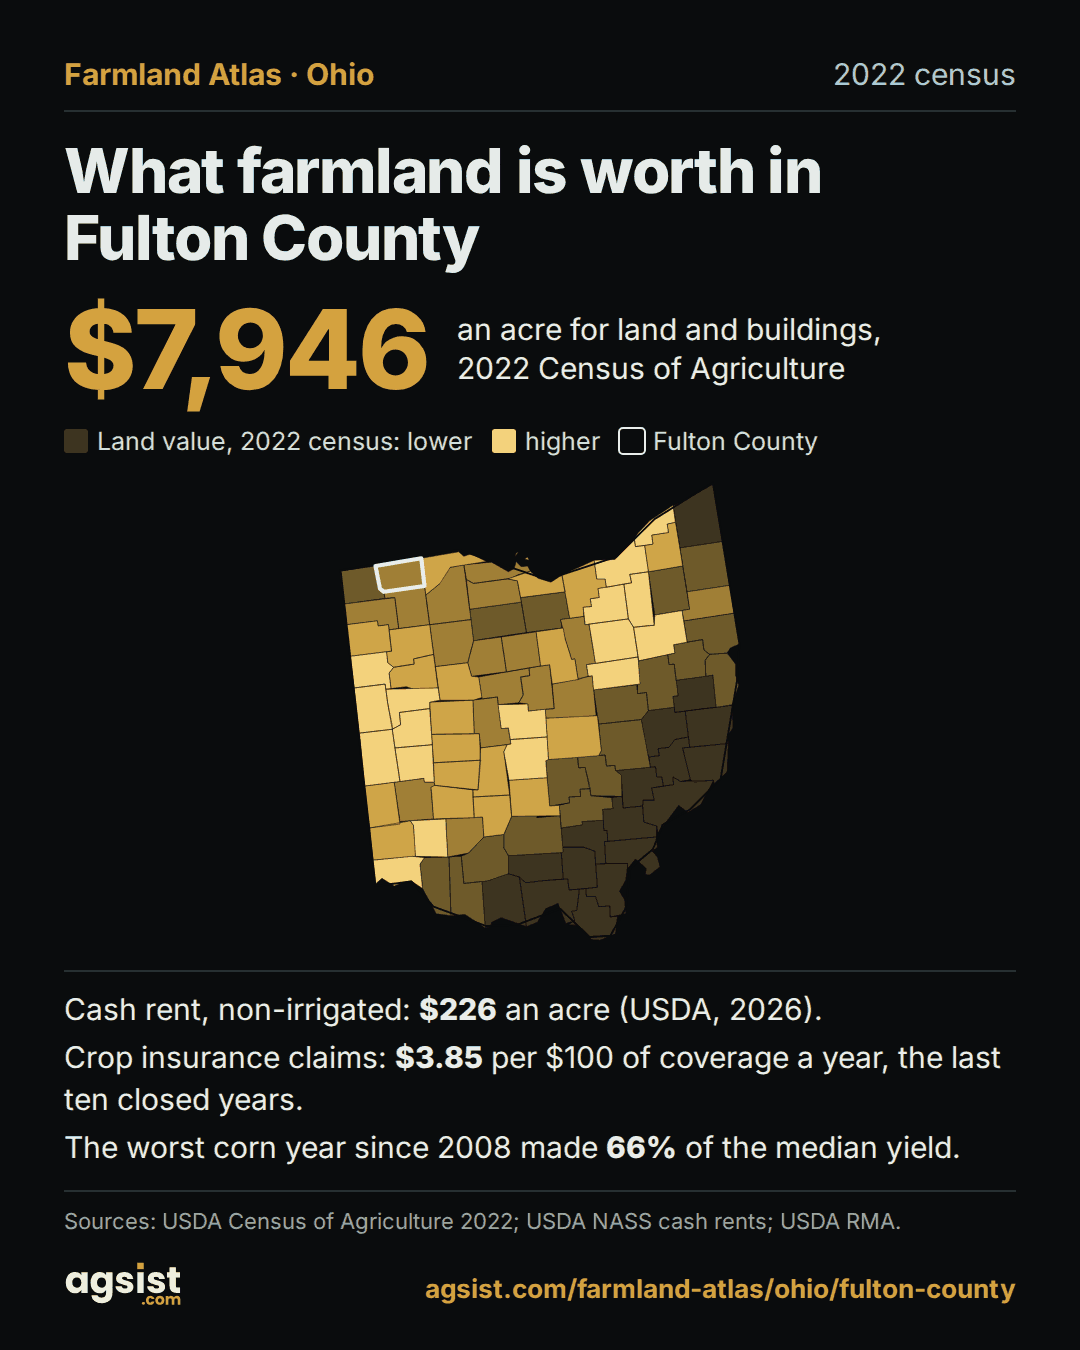 Farmland Atlas · Ohio
2022 census
What farmland is worth in
Fulton County
$7,946
an acre for land and buildings,
2022 Census of Agriculture
Land value, 2022 census: lower
higher
Fulton County
Cash rent, non-irrigated: $226 an acre (USDA, 2026).
Crop insurance claims: $3.85 per $100 of coverage a year, the last
ten closed years.
The worst corn year since 2008 made 66% of the median yield.
Sources: USDA Census of Agriculture 2022; USDA NASS cash rents; USDA RMA.
agsist
.com
agsist.com/farmland-atlas/ohio/fulton-county